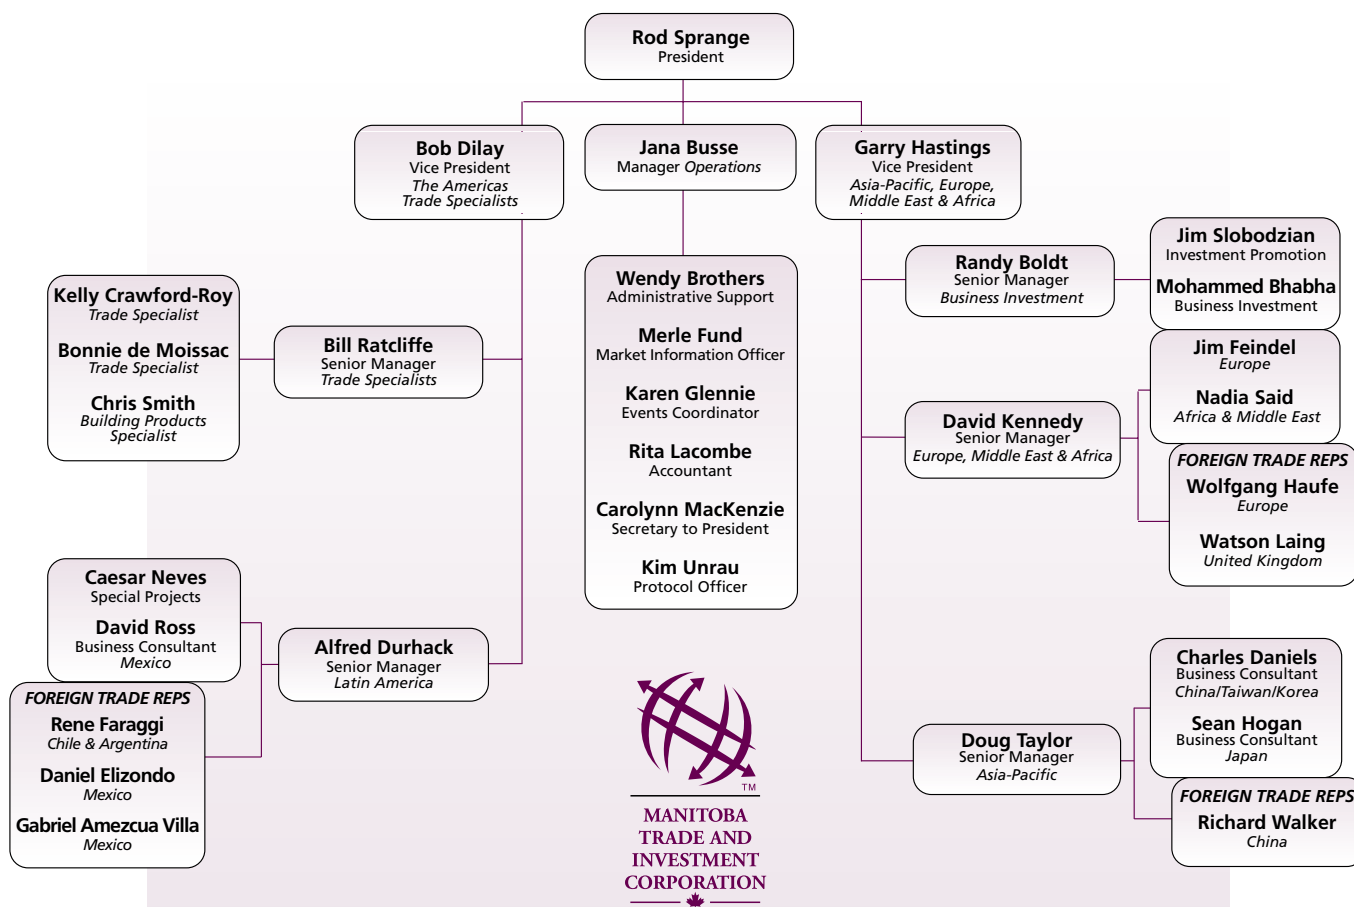 Rod Sprange
President
Bob Dilay
Vice President
The Americas
Trade Specialists
Jana Busse
Manager Operations
Garry Hastings
Vice President
Asia-Pacific, Europe,
Middle East & Africa
Kelly Crawford-Roy
Trade Specialist
Bonnie de Moissac
Trade Specialist
Chris Smith
Building Products
Specialist
Bill Ratcliffe
Senior Manager
Trade Specialists
Caesar Neves
Special Projects
David Ross
Business Consultant
Mexico
FOREIGN TRADE REPS
Rene Faraggi
Chile & Argentina
Daniel Elizondo
Mexico
Gabriel Amezcua Villa
Mexico
Alfred Durhack
Senior Manager
Latin America
Wendy Brothers
Administrative Support
Merle Fund
Market Information Officer
Karen Glennie
Events Coordinator
Rita Lacombe
Accountant
Carolynn MacKenzie
Secretary to President
Kim Unrau
Protocol Officer
Randy Boldt
Senior Manager
Business Investment
Jim Slobodzian
Investment Promotion
Mohammed Bhabha
Business Investment
David Kennedy
Senior Manager
Europe, Middle East & Africa
Jim Feindel
Europe
Nadia Said
Africa & Middle East
FOREIGN TRADE REPS
Wolfgang Haufe
Europe
Watson Laing
United Kingdom
Doug Taylor
Senior Manager
Asia-Pacific
Charles Daniels
Business Consultant
China/Taiwan/Korea
Sean Hogan
Business Consultant
Japan
FOREIGN TRADE REPS
Richard Walker
China
TM
MANITOBA
TRADE AND
INVESTMENT
CORPORATION